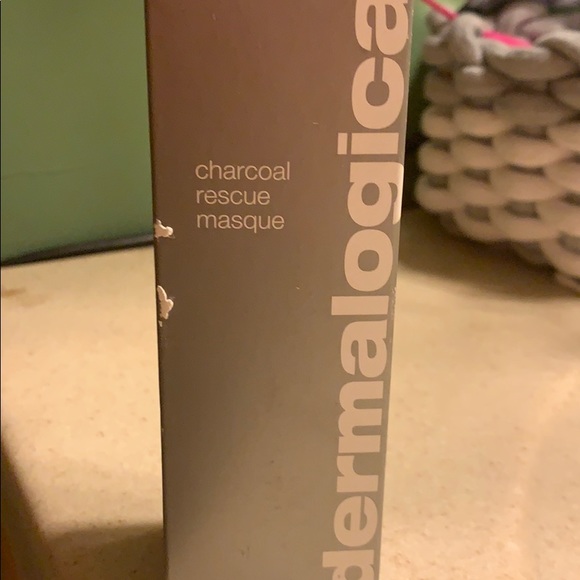 charcoal
rescue
masque
dermalogica